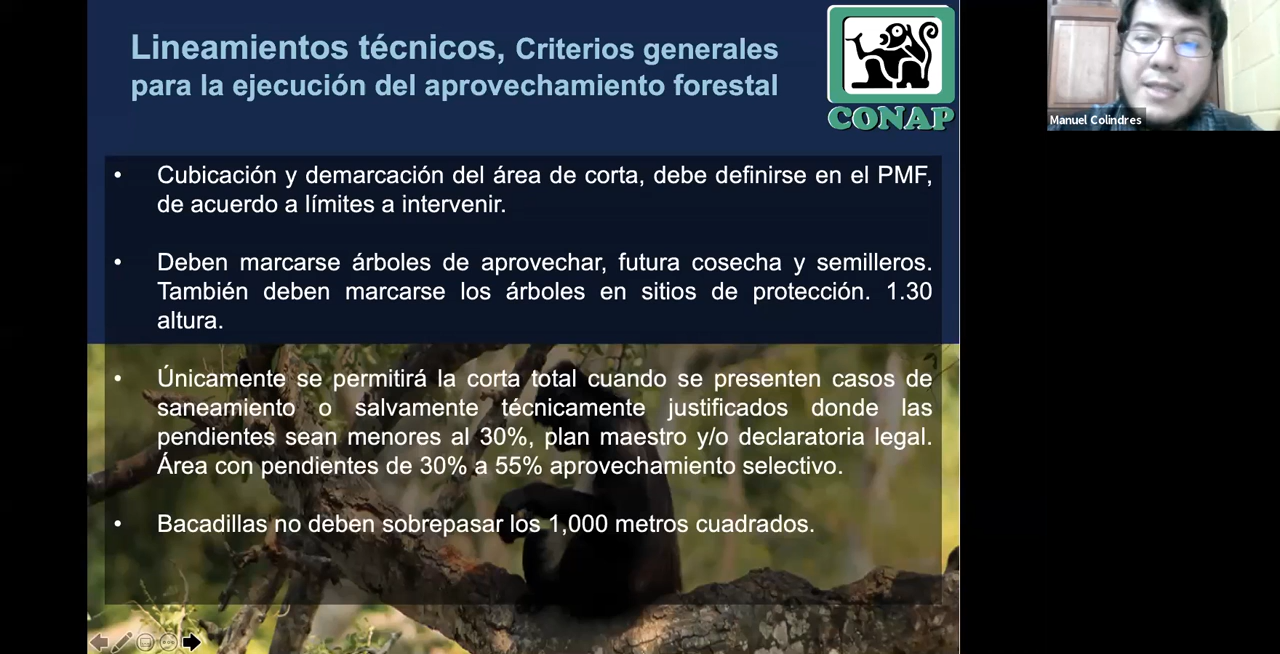 Lineamientos técnicos, Criterios generales
para la ejecución del aprovechamiento forestal
CONAP
Manuel Colindres
• Cubicación y demarcación del área de corta, debe definirse en el PMF,
de acuerdo a límites a intervenir.
• Deben marcarse árboles de aprovechar, futura cosecha y semilleros.
También deben marcarse los árboles en sitios de protección. 1.30
altura.
• Únicamente se permitirá la corta total cuando se presenten casos de
saneamiento o salvamente técnicamente justificados donde las
pendientes sean menores al 30%, plan maestro y/o declaratoria legal.
Área con pendientes de 30% a 55% aprovechamiento selectivo.
• Bacadillas no deben sobrepasar los 1,000 metros cuadrados.